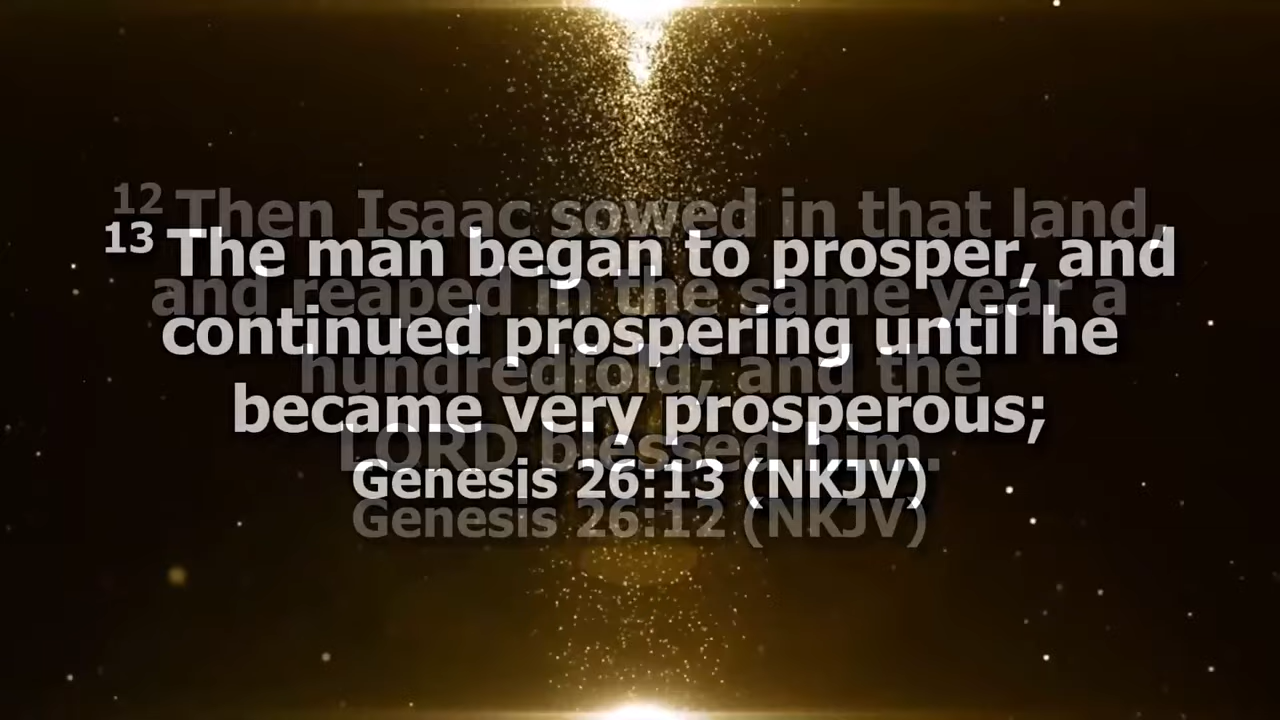 12 Then Isaac sowed in that land,
and reaped in the same year a
hundredfold; and the
LORD blessed him.
Genesis 26:12 (NKJV)
13 The man began to prosper, and
continued prospering until he
became very prosperous;
Genesis 26:13 (NKJV)